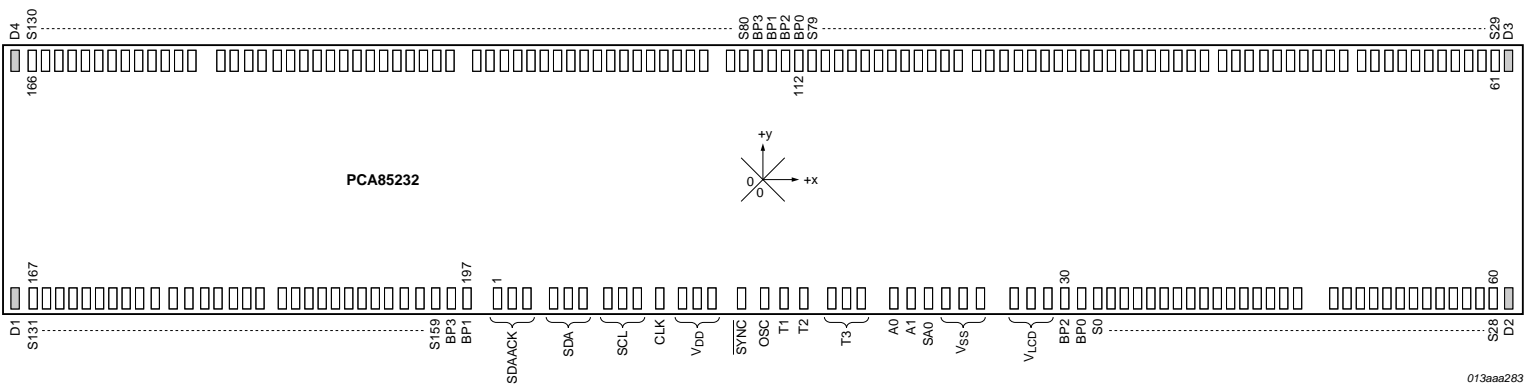 D4
S130
S80
BP3
BP1
BP2
BP0
S79
S29
D3
166
112
61
+y
0
0
+x
PCA85232
167
197
1
30
60
D1
S131
S159
BP3
BP1
SDAACK
SDA
SCL
CLK
VDD
SYNC
OSC
T1
T2
T3
A0
A1
SA0
VSS
VLCD
BP2
BP0
S0
S28
D2
013aaa283